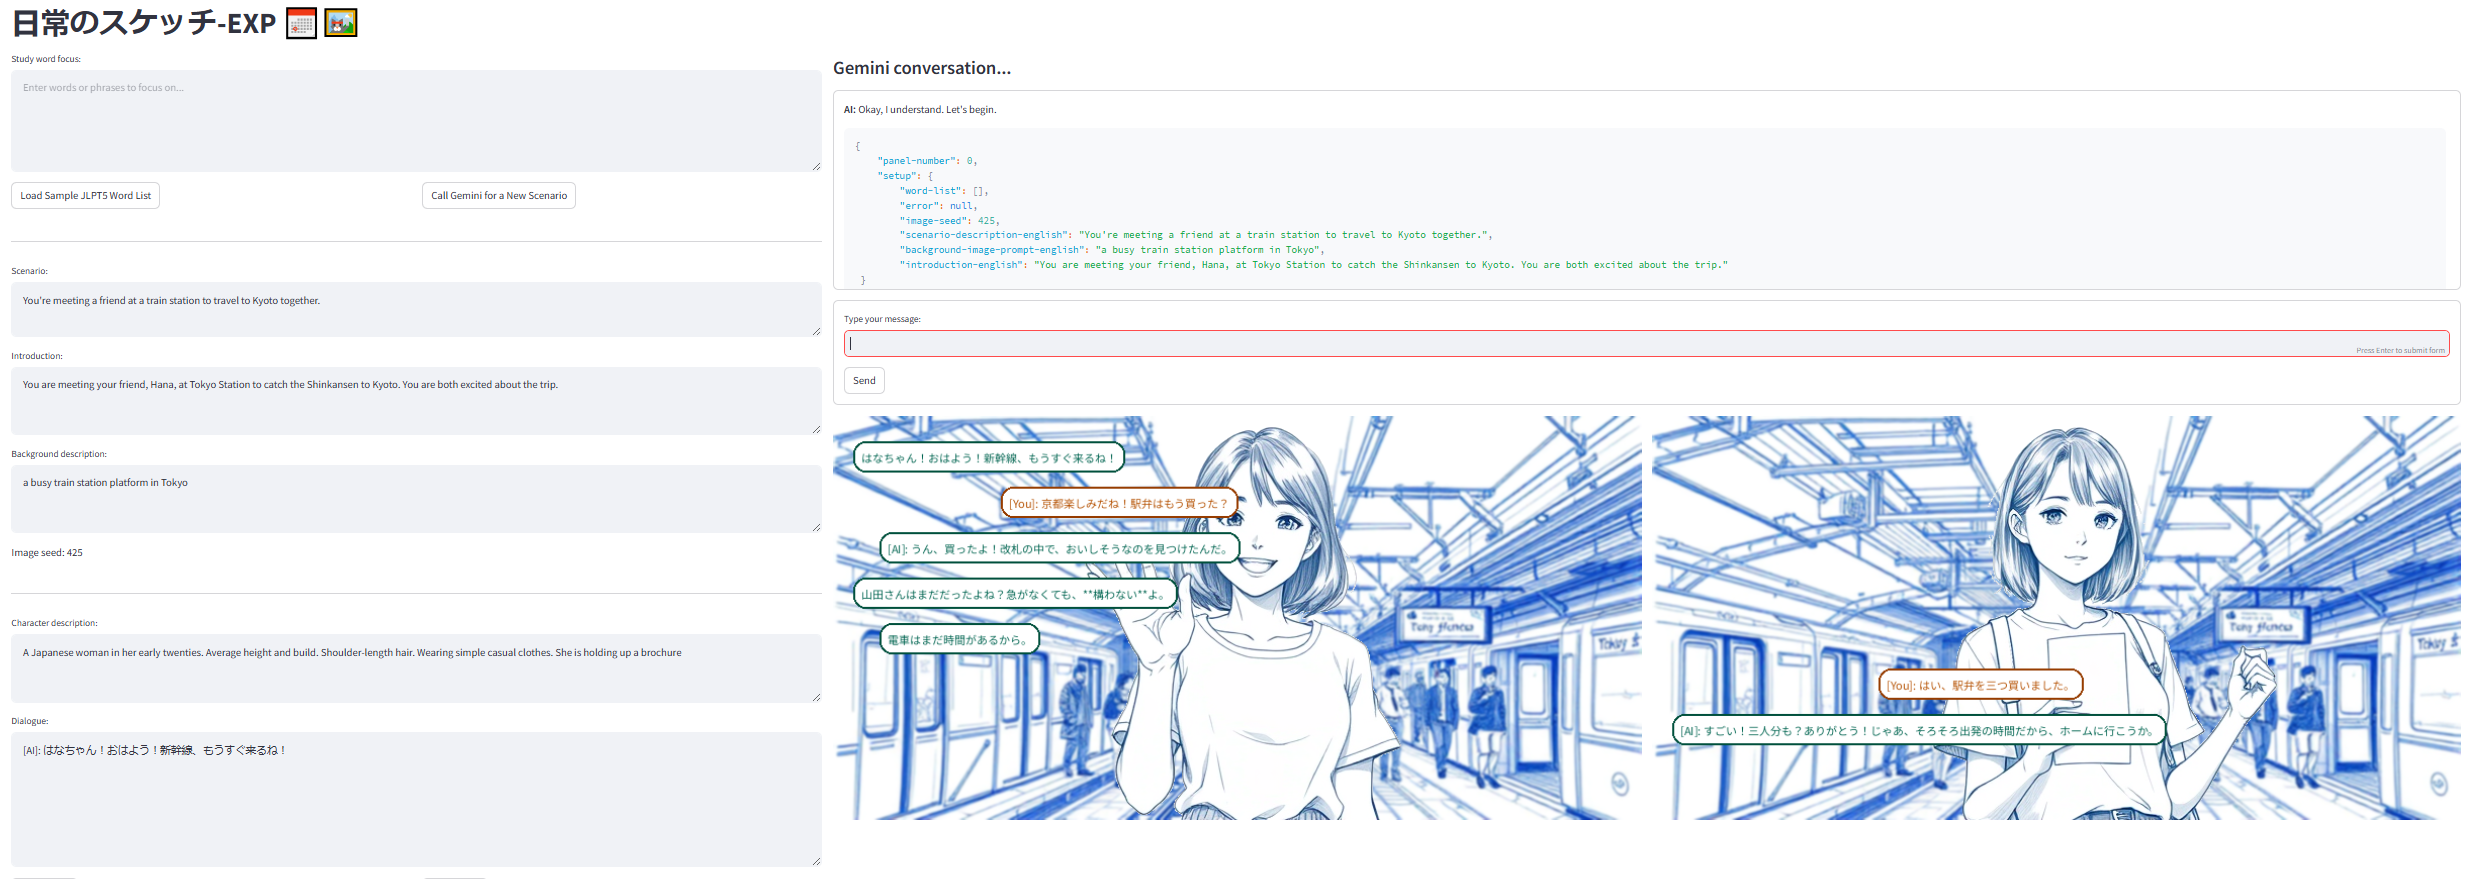 日常のスケッチ-EXP
Study word focus:
Enter words or phrases to focus on...
Load Sample JLPT5 Word List
Call Gemini for a New Scenario
Scenario:
You're meeting a friend at a train station to travel to Kyoto together.
Introduction:
You are meeting your friend, Hana, at Tokyo Station to catch the Shinkansen to Kyoto. You are both excited about the trip.
Background description:
a busy train station platform in Tokyo
Image seed: 425
Character description:
A Japanese woman in her early twenties. Average height and build. Shoulder-length hair. Wearing simple casual clothes. She is holding up a brochure
Dialogue:
[AI]: はなちゃん！おはよう！新幹線、もうすぐ来るね！
Gemini conversation...
AI: Okay, I understand. Let's begin.
{
"panel-number": 0,
"setup": {
"word-list": [],
"error": null,
"image-seed": 425,
"scenario-description-english": "You're meeting a friend at a train station to travel to Kyoto together.",
"background-image-prompt-english": "a busy train station platform in Tokyo",
"introduction-english": "You are meeting your friend, Hana, at Tokyo Station to catch the Shinkansen to Kyoto. You are both excited about the trip."
}
Type your message:
Press Enter to submit form
Send
はなちゃん！おはよう！新幹線、もうすぐ来るね！
[You]: 京都楽しみだね！駅弁はもう買った？
[AI]: うん、買ったよ！改札の中で、おいしそうなのを見つけたんだ。
山田さんはまだだったよね？急がなくても、**構わない**よ。
電車はまだ時間があるから。
[You]: はい、駅弁を三つ買いました。
[AI]: すごい！三人分も？ありがとう！じゃあ、そろそろ出発の時間だから、ホームに行こうか。